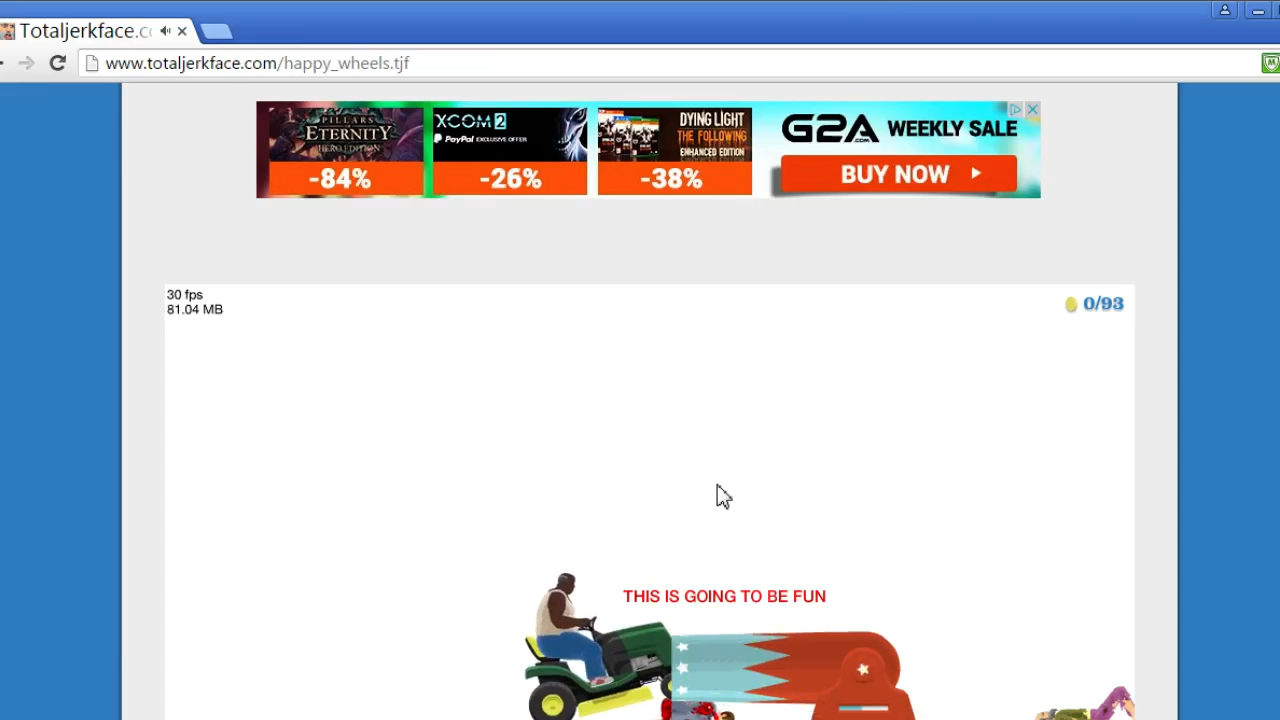 Totaljerkface.c
www.totaljerkface.com/happy_wheels.tjf
PILLARS
OF
ETERNITY
HERO EDITION
-84%
XCOM 2
PayPal EXCLUSIVE OFFER
-26%
DYING LIGHT
THE FOLLOWING
ENHANCED EDITION
-38%
G2A.COM WEEKLY SALE
BUY NOW
30 fps
81.04 MB
0/93
THIS IS GOING TO BE FUN